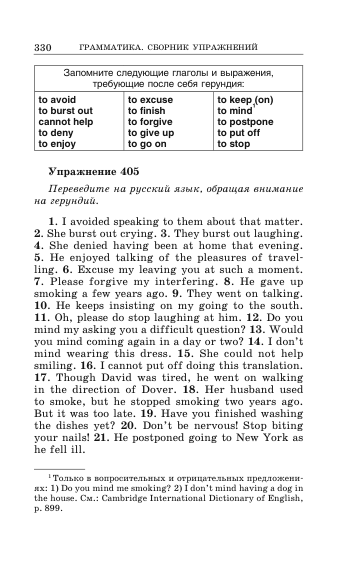 330 ГРАММАТИКА. СБОРНИК УПРАЖНЕНИЙ
Запомните следующие глаголы и выражения,
требующие после себя герундия:
to avoid to excuse to keep (on)
to burst out to finish to mind¹
cannot help to forgive to postpone
to deny to give up to put off
to enjoy to go on to stop
Упражнение 405
Переведите на русский язык, обращая внимание
на герундий.
1. I avoided speaking to them about that matter.
2. She burst out crying. 3. They burst out laughing.
4. She denied having been at home that evening.
5. He enjoyed talking of the pleasures of travel-
ling. 6. Excuse my leaving you at such a moment.
7. Please forgive my interfering. 8. He gave up
smoking a few years ago. 9. They went on talking.
10. He keeps insisting on my going to the south.
11. Oh, please do stop laughing at him. 12. Do you
mind my asking you a difficult question? 13. Would
you mind coming again in a day or two? 14. I don't
mind wearing this dress. 15. She could not help
smiling. 16. I cannot put off doing this translation.
17. Though David was tired, he went on walking
in the direction of Dover. 18. Her husband used
to smoke, but he stopped smoking two years ago.
But it was too late. 19. Have you finished washing
the dishes yet? 20. Don't be nervous! Stop biting
your nails! 21. He postponed going to New York as
he fell ill.
¹ Только в вопросительных и отрицательных предложени-
ях: 1) Do you mind me smoking? 2) I don't mind having a dog in
the house. См.: Cambridge International Dictionary of English,
p. 899.